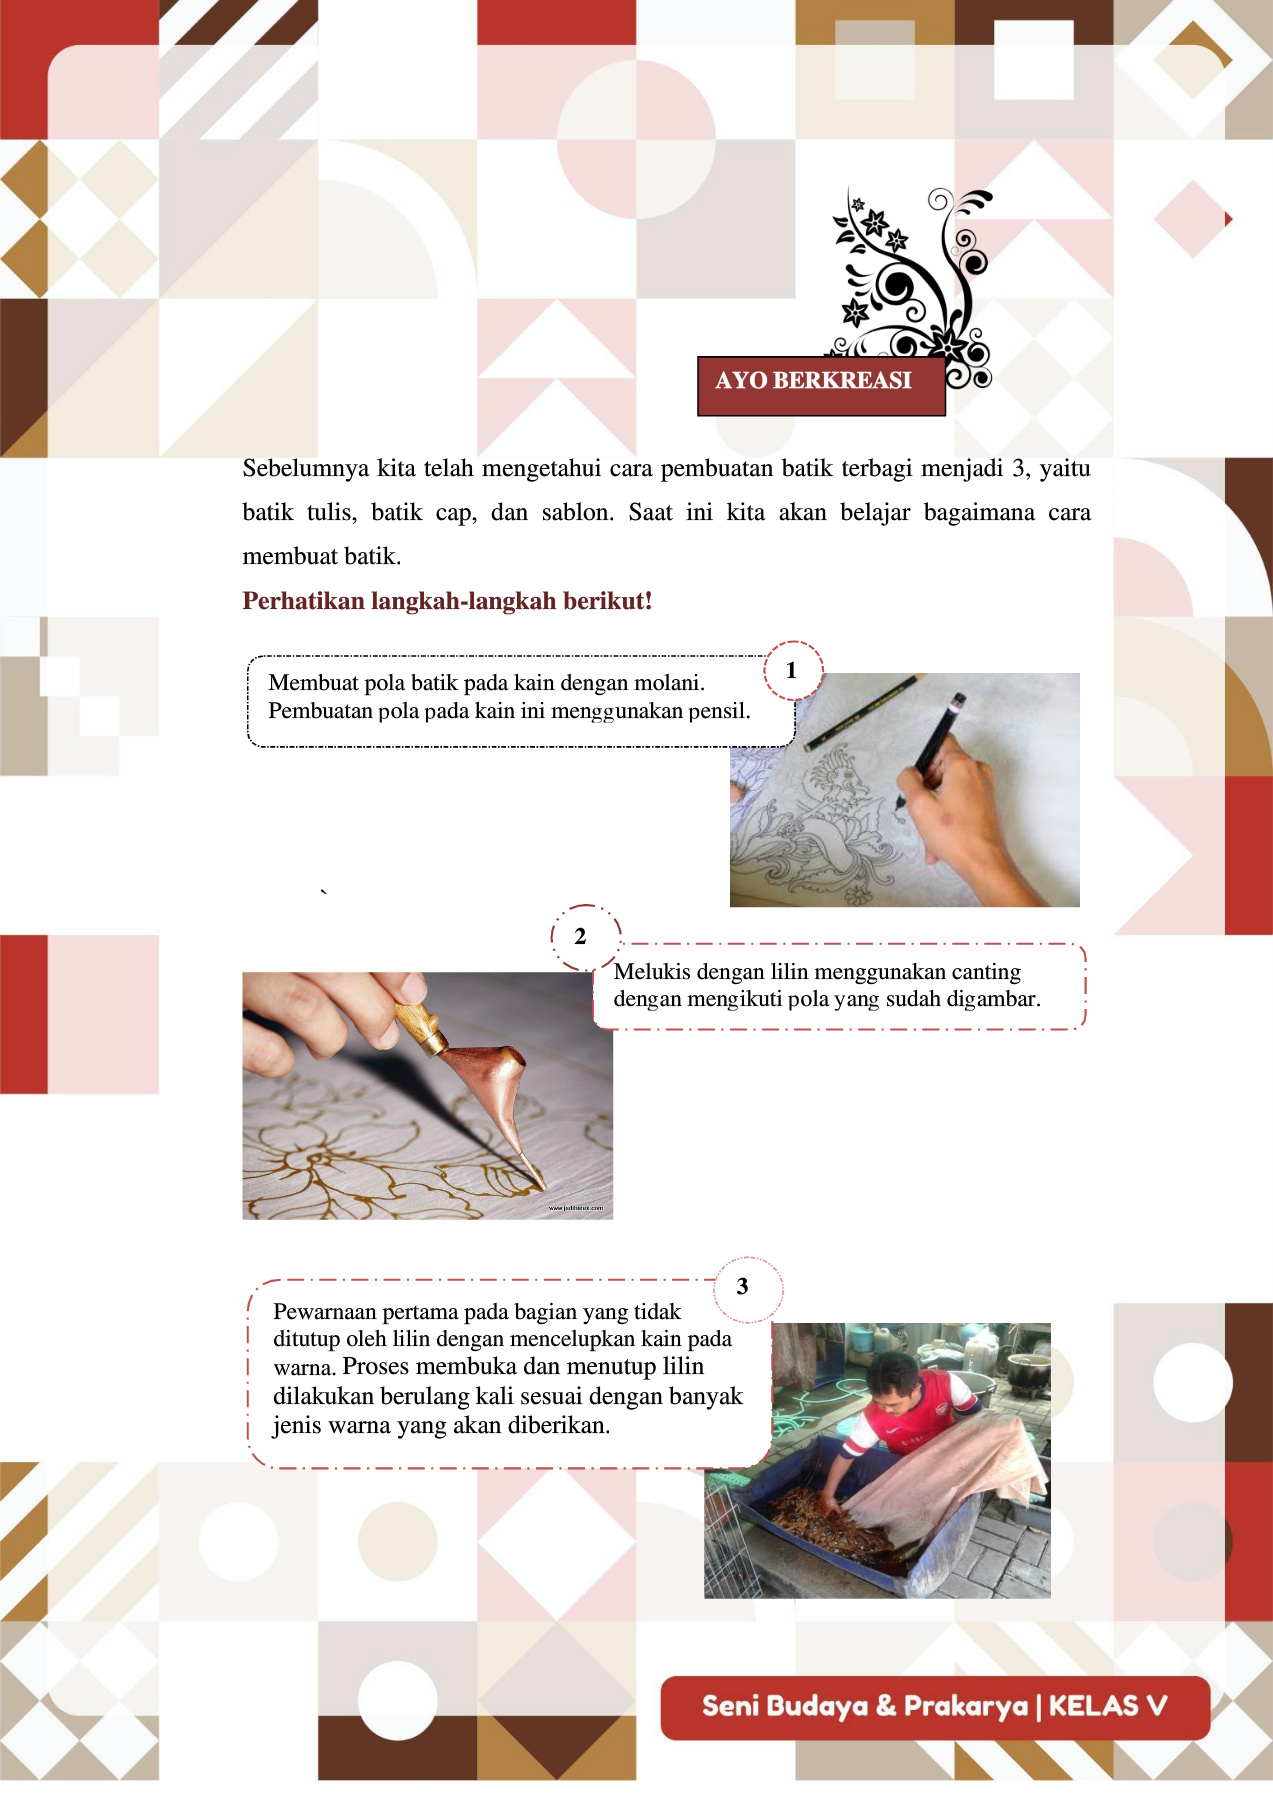 AYO BERKREASI
Sebelumnya kita telah mengetahui cara pembuatan batik terbagi menjadi 3, yaitu
batik tulis, batik cap, dan sablon. Saat ini kita akan belajar bagaimana cara
membuat batik.
Perhatikan langkah-langkah berikut!
1
Membuat pola batik pada kain dengan molani.
Pembuatan pola pada kain ini menggunakan pensil.
`
2
Melukis dengan lilin menggunakan canting
dengan mengikuti pola yang sudah digambar.
www.jadibatek.com
3
Pewarnaan pertama pada bagian yang tidak
ditutup oleh lilin dengan mencelupkan kain pada
warna. Proses membuka dan menutup lilin
dilakukan berulang kali sesuai dengan banyak
jenis warna yang akan diberikan.
Seni Budaya & Prakarya | KELAS V